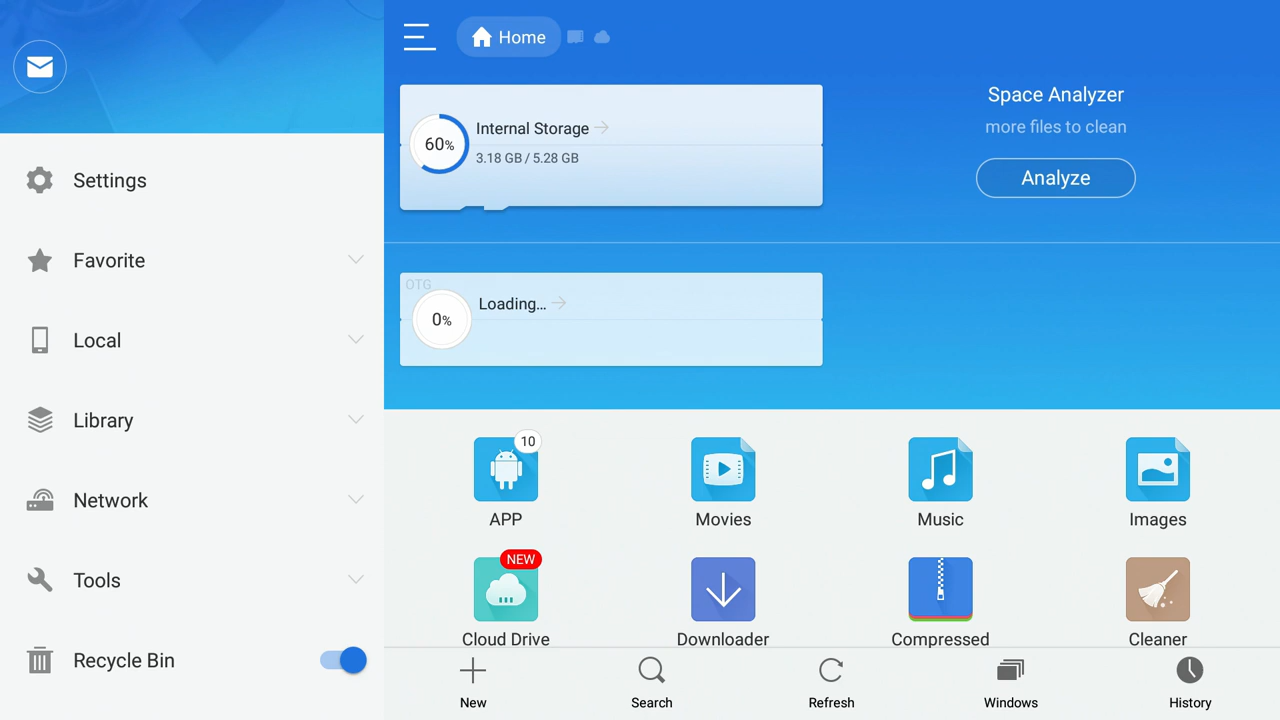 Settings
Favorite
Local
Library
Network
Tools
Recycle Bin
Home
60%
Internal Storage
3.18 GB / 5.28 GB
Space Analyzer
more files to clean
Analyze
OTG
0%
Loading...
10
APP
Movies
Music
Images
NEW
Cloud Drive
Downloader
Compressed
Cleaner
New
Search
Refresh
Windows
History